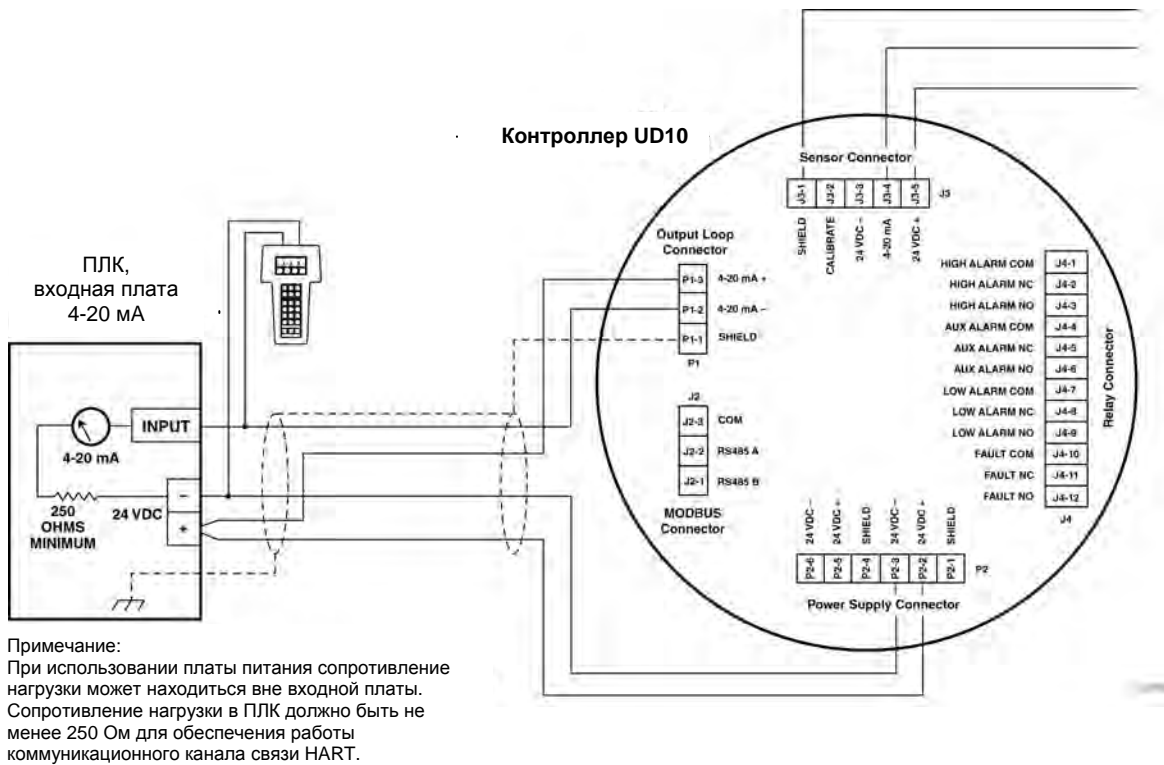 Контроллер UD10
Sensor Connector
J3-1
J3-2
J3-3
J3-4
J3-5
J3
SHIELD
CALIBRATE
24 VDC –
4-20 mA
24 VDC +
Output Loop
Connector
P1-3 4-20 mA +
P1-2 4-20 mA –
P1-1 SHIELD
P1
HIGH ALARM COM J4-1
HIGH ALARM NC J4-2
HIGH ALARM NO J4-3
AUX ALARM COM J4-4
AUX ALARM NC J4-5
AUX ALARM NO J4-6
LOW ALARM COM J4-7
LOW ALARM NC J4-8
LOW ALARM NO J4-9
FAULT COM J4-10
FAULT NC J4-11
FAULT NO J4-12
J4
Relay Connector
ПЛК,
входная плата
4-20 мА
INPUT
4-20 mA
250
OHMS
MINIMUM
24 VDC
–
+
J2
J2-3 COM
J2-2 RS485 A
J2-1 RS485 B
MODBUS
Connector
24 VDC –
24 VDC +
SHIELD
24 VDC –
24 VDC +
SHIELD
P2-6
P2-5
P2-4
P2-3
P2-2
P2-1
P2
Power Supply Connector
Примечание:
При использовании платы питания сопротивление
нагрузки может находиться вне входной платы.
Сопротивление нагрузки в ПЛК должно быть не
менее 250 Ом для обеспечения работы
коммуникационного канала связи HART.